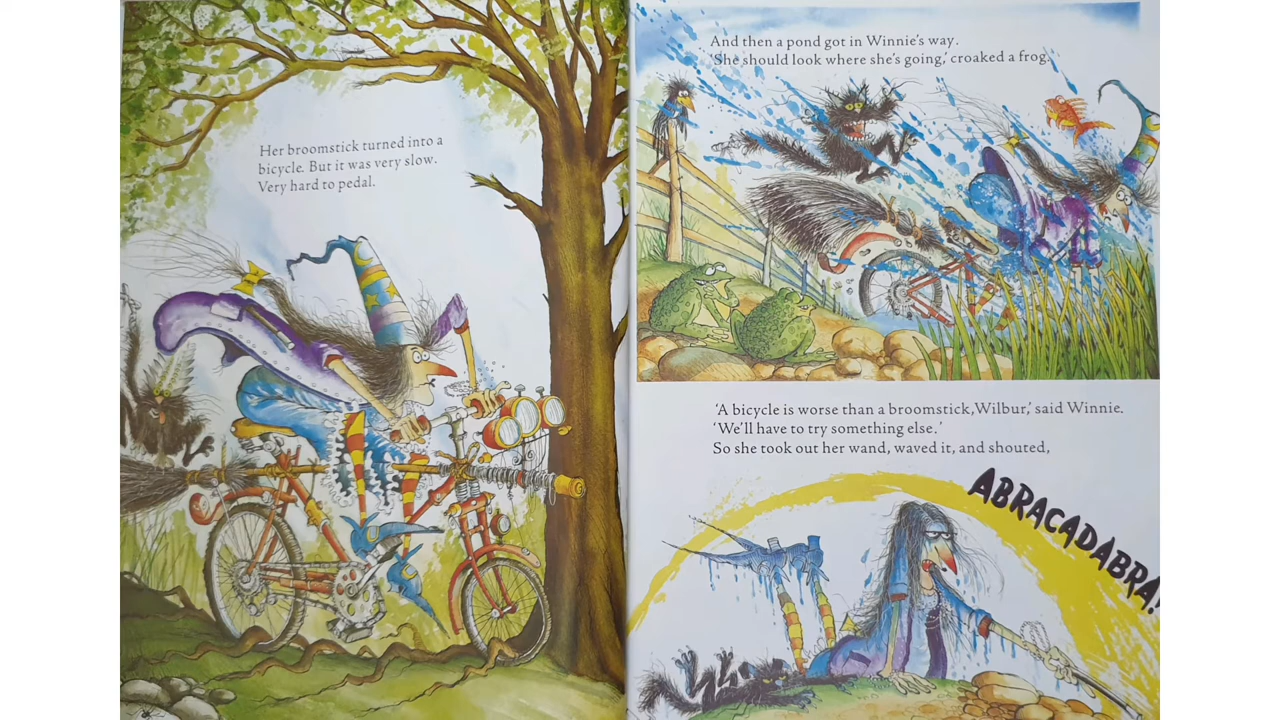 Her broomstick turned into a
bicycle. But it was very slow.
Very hard to pedal.
And then a pond got in Winnie's way.
'She should look where she's going,' croaked a frog.
'A bicycle is worse than a broomstick, Wilbur,' said Winnie.
'We'll have to try something else.'
So she took out her wand, waved it, and shouted,
ABRACADABRA!